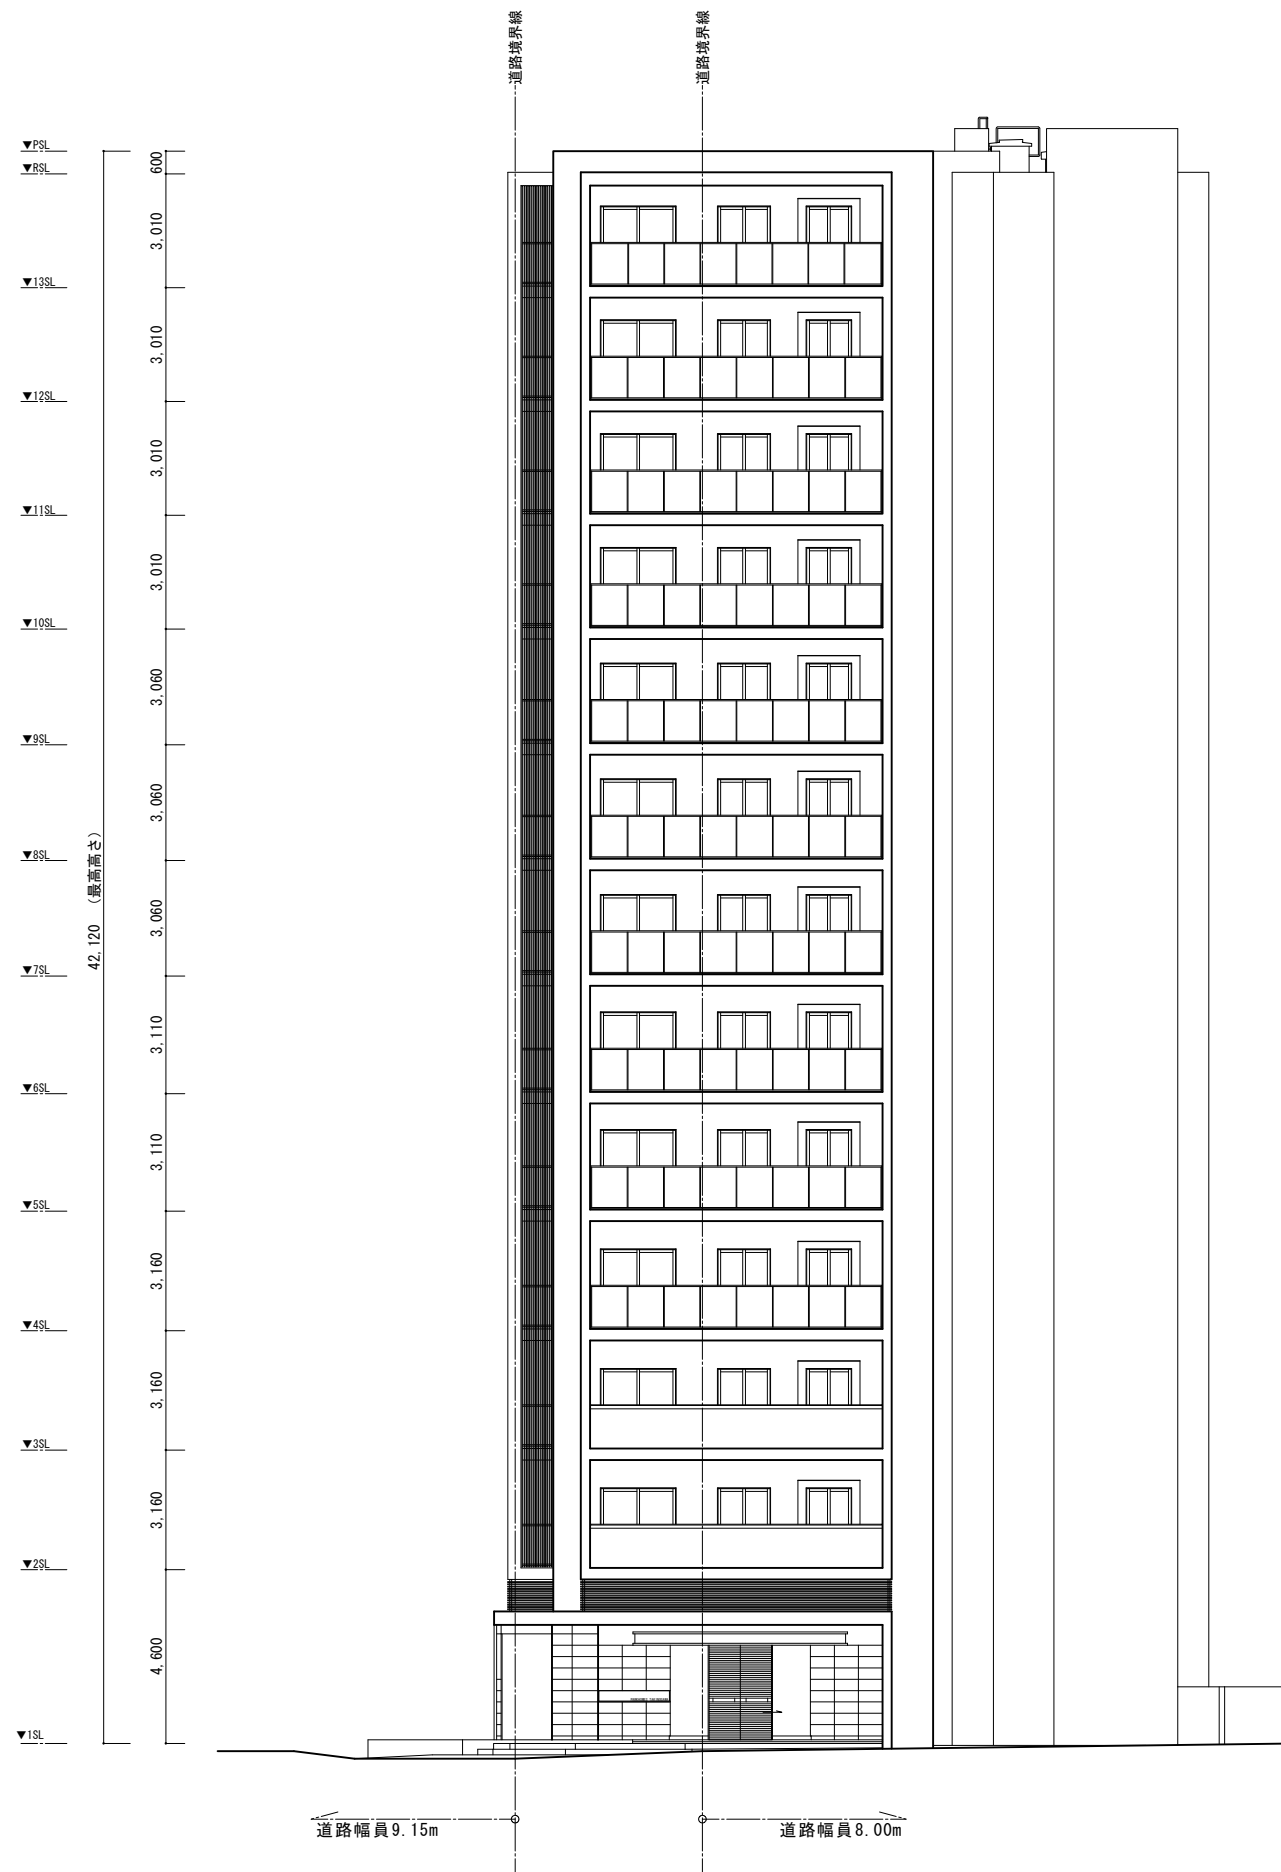 道路境界線
道路境界線
▼PSL
600
▼RSL
3,010
▼13SL
3,010
▼12SL
3,010
▼11SL
3,010
▼10SL
3,060
▼9SL
3,060
▼8SL
42,120 (最高高さ)
3,060
▼7SL
3,110
▼6SL
3,110
▼5SL
3,160
▼4SL
3,160
▼3SL
3,160
▼2SL
4,600
▼1SL
道路幅員9.15m
道路幅員8.00m